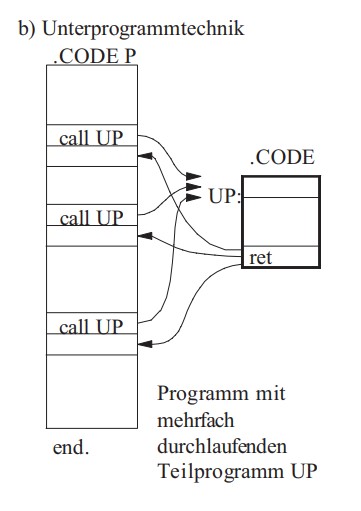 b) Unterprogrammtechnik
.CODE P
call UP
.CODE
UP:
call UP
ret
call UP
Programm mit
mehrfach
end.
durchlaufenden
Teilprogramm UP